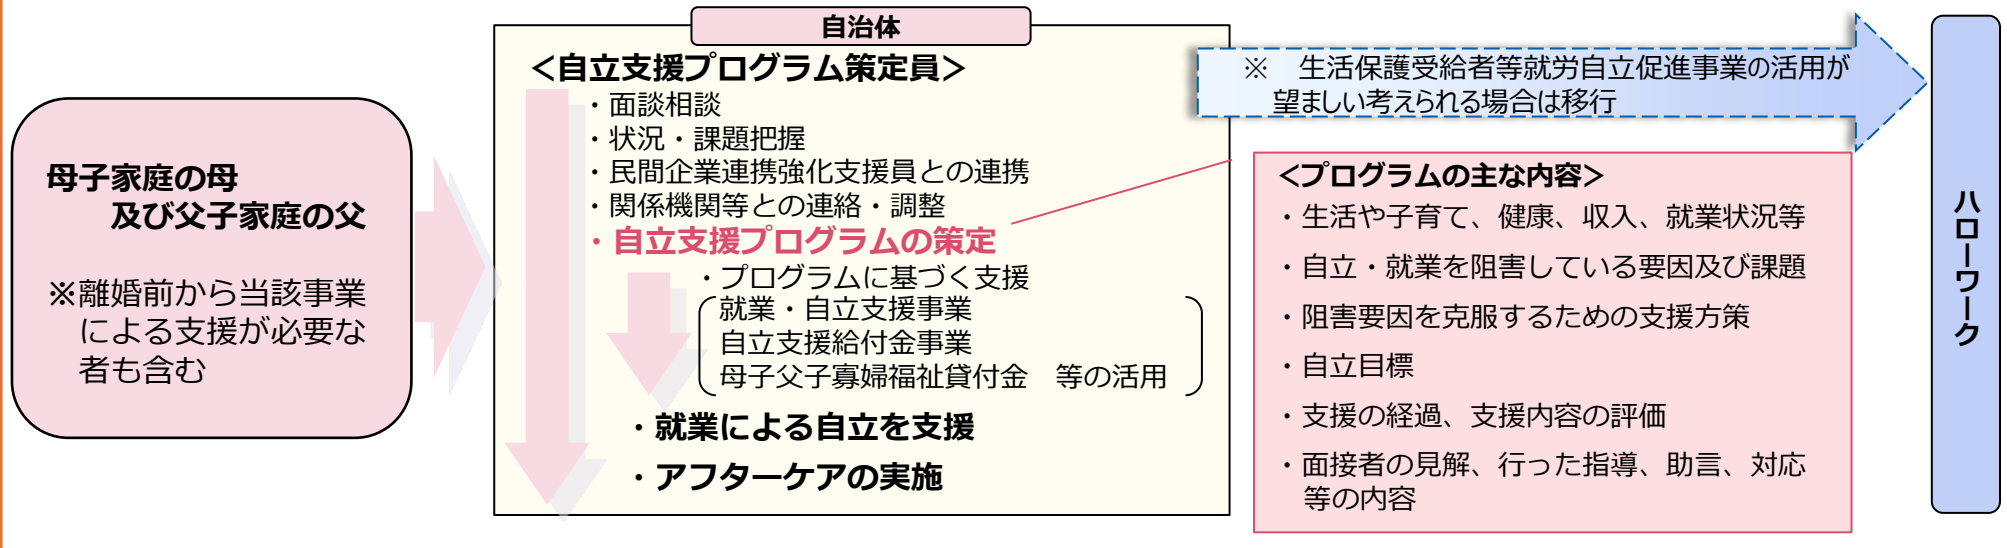 母子家庭の母
及び父子家庭の父
※離婚前から当該事業
による支援が必要な
者も含む
自治体
＜自立支援プログラム策定員＞
・面談相談
・状況・課題把握
・民間企業連携強化支援員との連携
・関係機関等との連絡・調整
・自立支援プログラムの策定
・プログラムに基づく支援
就業・自立支援事業
自立支援給付金事業
母子父子寡婦福祉貸付金　等の活用
・就業による自立を支援
・アフターケアの実施
※　生活保護受給者等就労自立促進事業の活用が
望ましい考えられる場合は移行
＜プログラムの主な内容＞
・生活や子育て、健康、収入、就業状況等
・自立・就業を阻害している要因及び課題
・阻害要因を克服するための支援方策
・自立目標
・支援の経過、支援内容の評価
・面接者の見解、行った指導、助言、対応
等の内容
ハローワーク